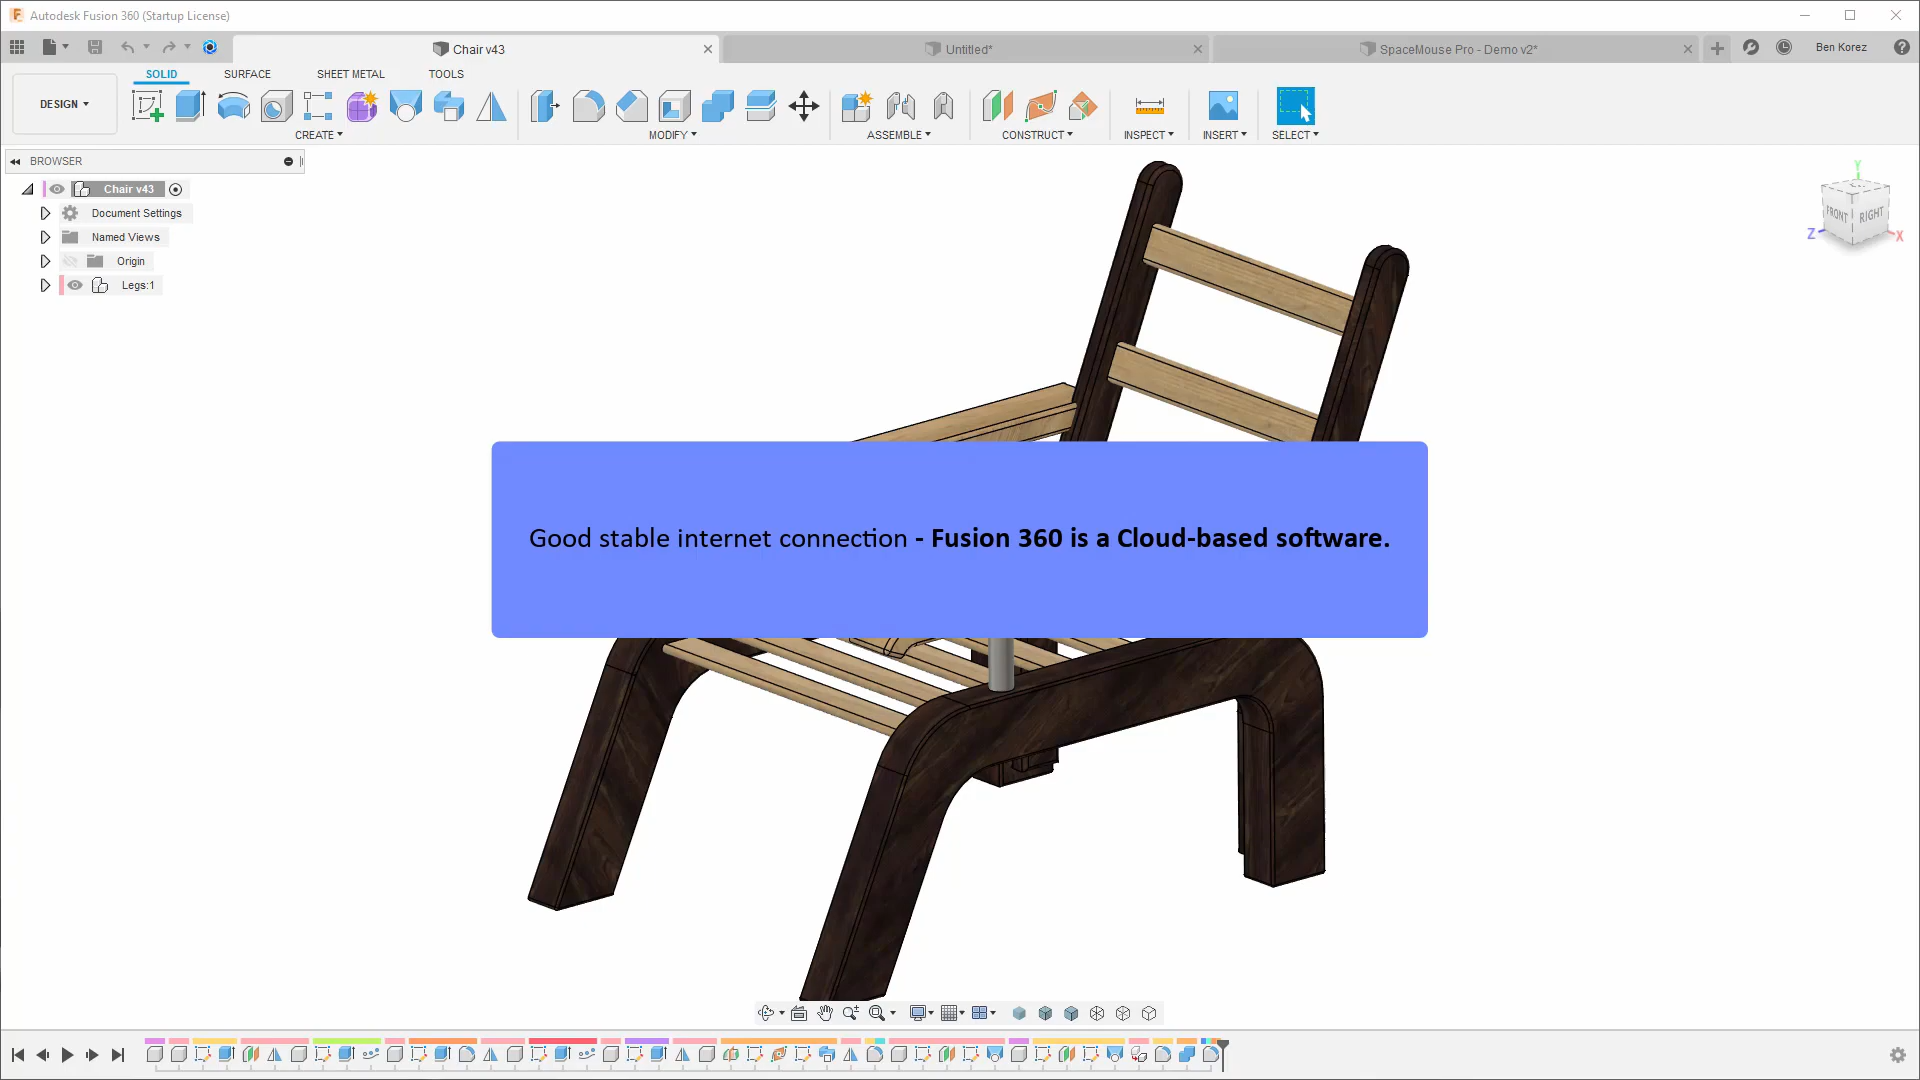 Autodesk Fusion 360 (Startup License)
Chair v43
Untitled*
SpaceMouse Pro - Demo v2*
Ben Korez
SOLID
SURFACE
SHEET METAL
TOOLS
DESIGN
CREATE
MODIFY
ASSEMBLE
CONSTRUCT
INSPECT
INSERT
SELECT
BROWSER
Chair v43
Document Settings
Named Views
Origin
Legs:1
Y
FRONT
RIGHT
Z
X
Good stable internet connection - Fusion 360 is a Cloud-based software.